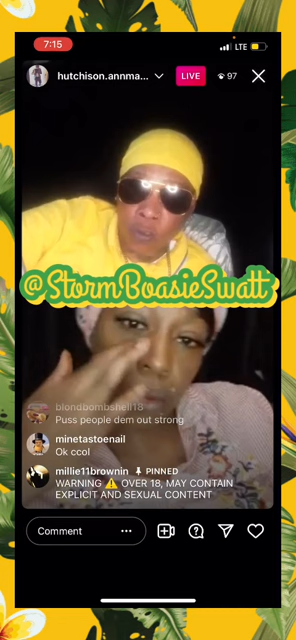 7:15
LTE
hutchison.annma...
LIVE
97
@StormBoasieSwatt
blondbombshell18
Puss people dem out strong
minetastoenail
Ok ccol
millie11brownin PINNED
WARNING ⚠️ OVER 18, MAY CONTAIN
EXPLICIT AND SEXUAL CONTENT
Comment